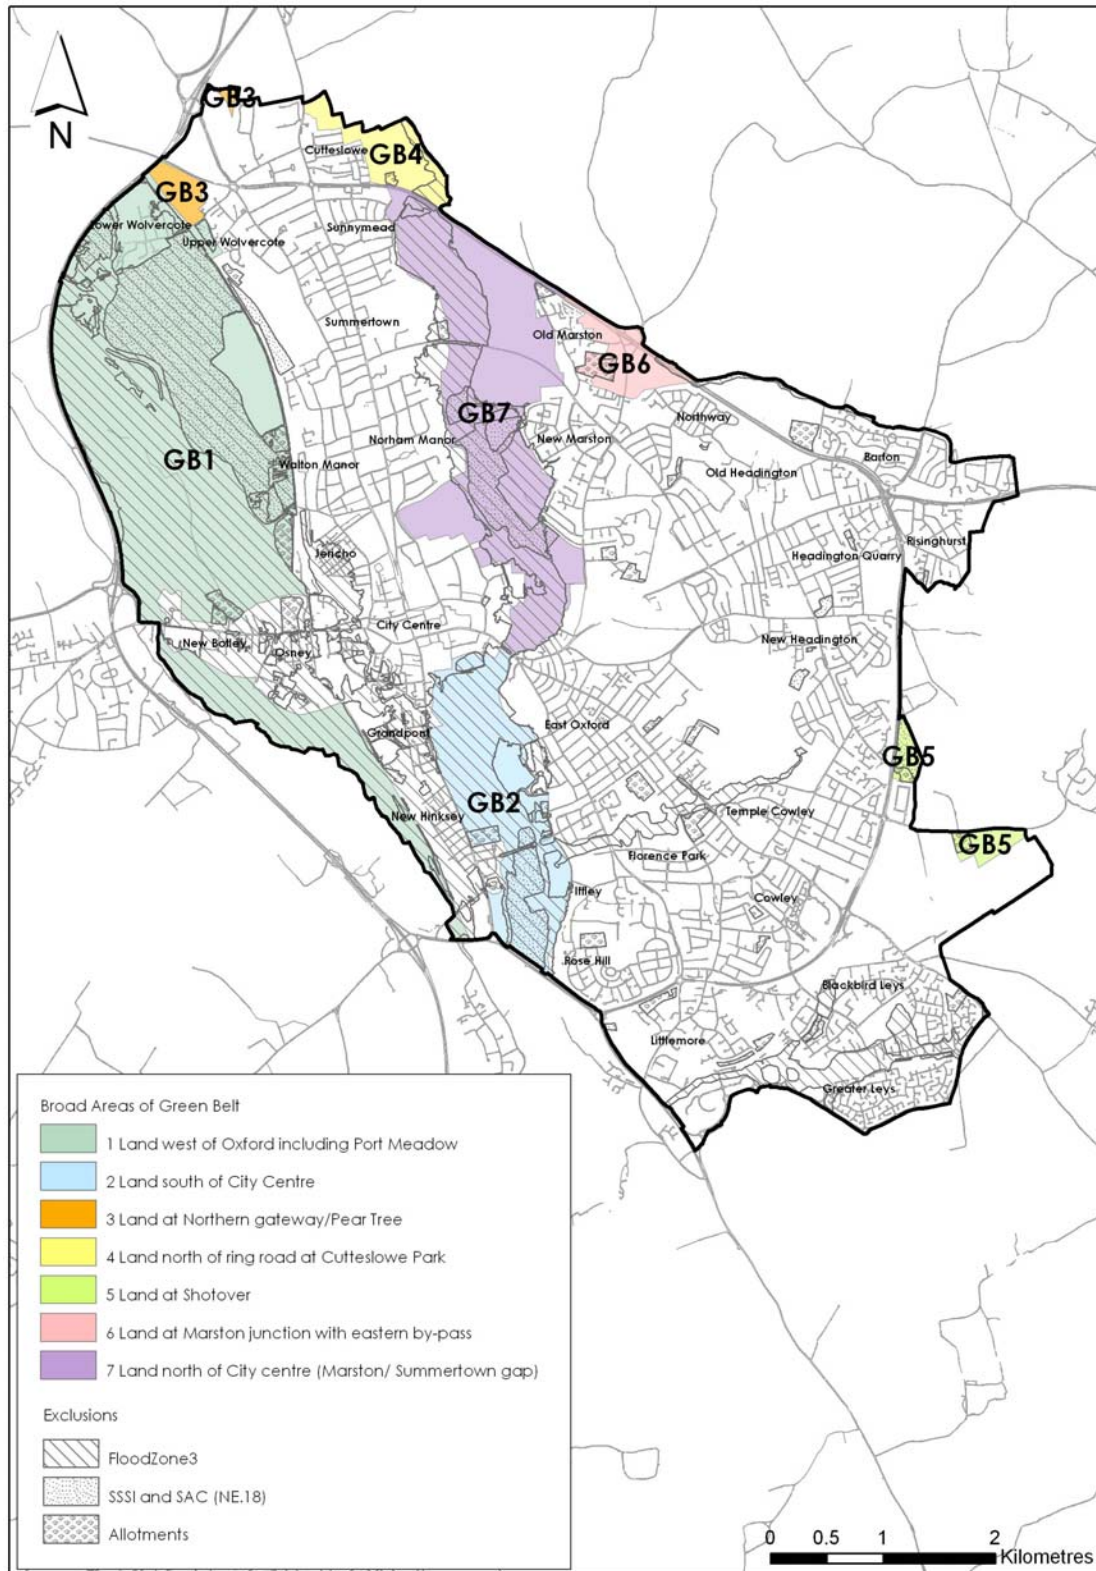 N
GB3
Cutteslowe
GB4
GB3
Lower Wolvercote
Upper Wolvercote
Sunnymead
Summertown
Old Marston
GB6
GB7
Northway
Norham Manor
New Marston
Barton
GB1
Walton Manor
Old Headington
Risinghurst
Jericho
Headington Quarry
City Centre
New Botley
Osney
New Headington
East Oxford
Grandpont
GB5
GB2
New Hinksey
Temple Cowley
GB5
Florence Park
Iffley
Cowley
Rose Hill
Blackbird Leys
Littlemore
Greater Leys
Broad Areas of Green Belt
1 Land west of Oxford including Port Meadow
2 Land south of City Centre
3 Land at Northern gateway/Pear Tree
4 Land north of ring road at Cutteslowe Park
5 Land at Shotover
6 Land at Marston junction with eastern by-pass
7 Land north of City centre (Marston/ Summertown gap)
Exclusions
FloodZone3
SSSI and SAC (NE.18)
Allotments
0 0.5 1 2
Kilometres